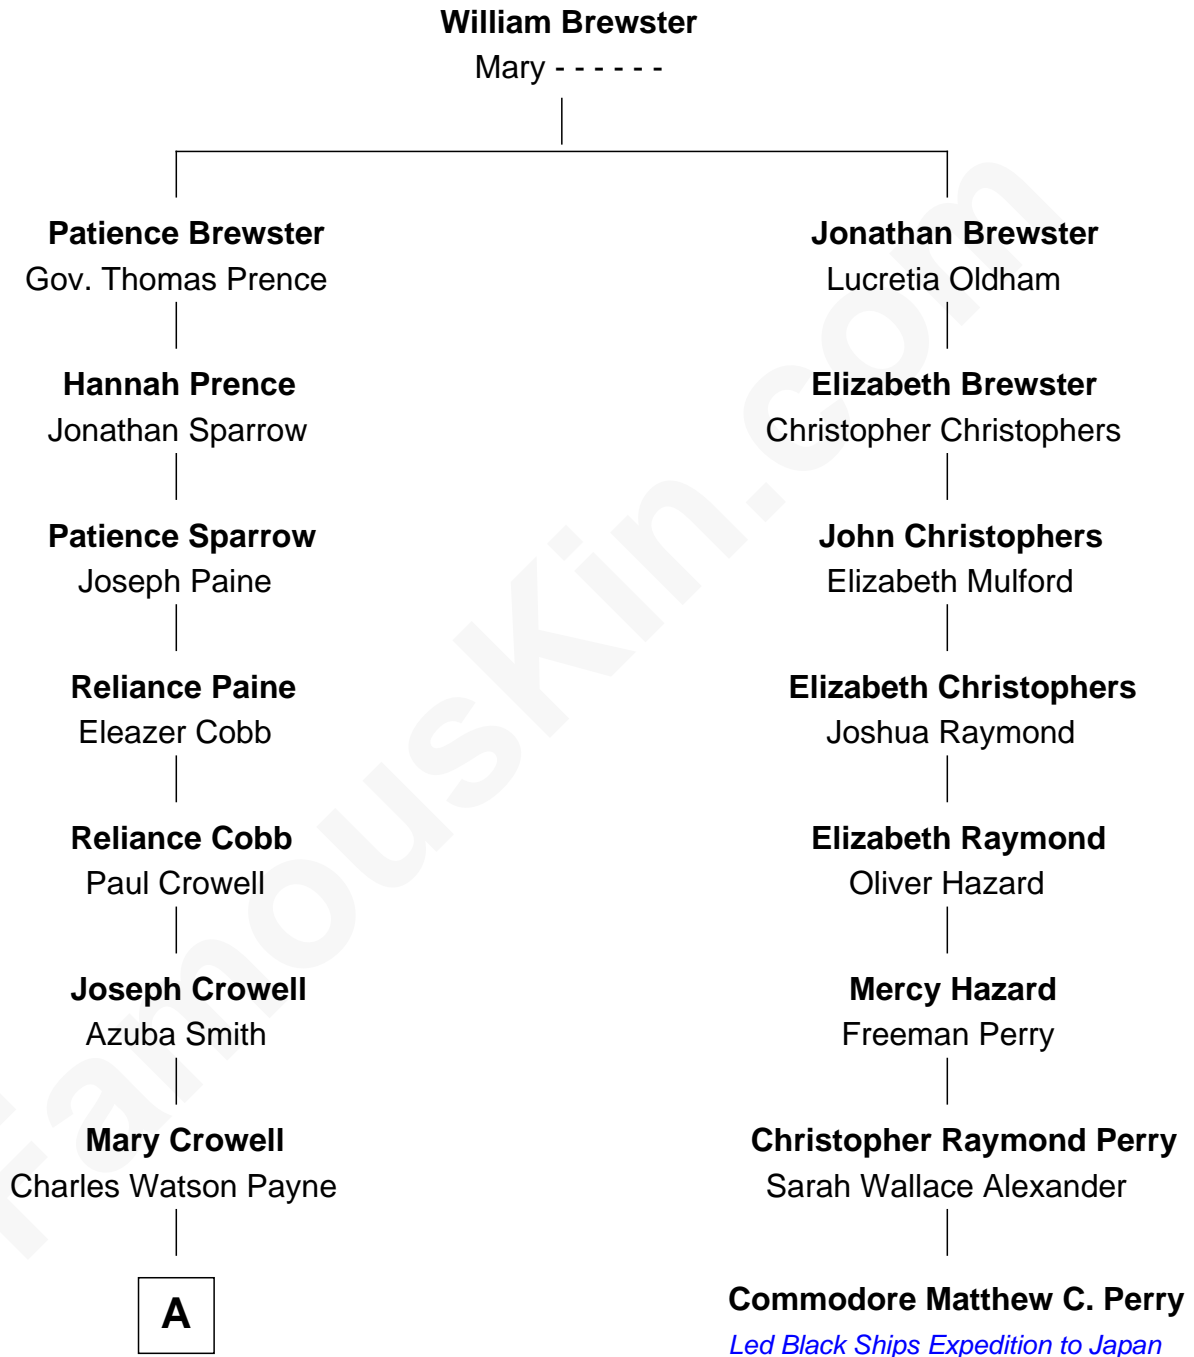 William Brewster
Mary - - - - - -
Patience Brewster
Gov. Thomas Prence
Jonathan Brewster
Lucretia Oldham
Hannah Prence
Jonathan Sparrow
Elizabeth Brewster
Christopher Christophers
Patience Sparrow
Joseph Paine
John Christophers
Elizabeth Mulford
Reliance Paine
Eleazer Cobb
Elizabeth Christophers
Joshua Raymond
Reliance Cobb
Paul Crowell
Elizabeth Raymond
Oliver Hazard
Joseph Crowell
Azuba Smith
Mercy Hazard
Freeman Perry
Mary Crowell
Charles Watson Payne
Christopher Raymond Perry
Sarah Wallace Alexander
A
Commodore Matthew C. Perry
Led Black Ships Expedition to Japan
FamousKin.com